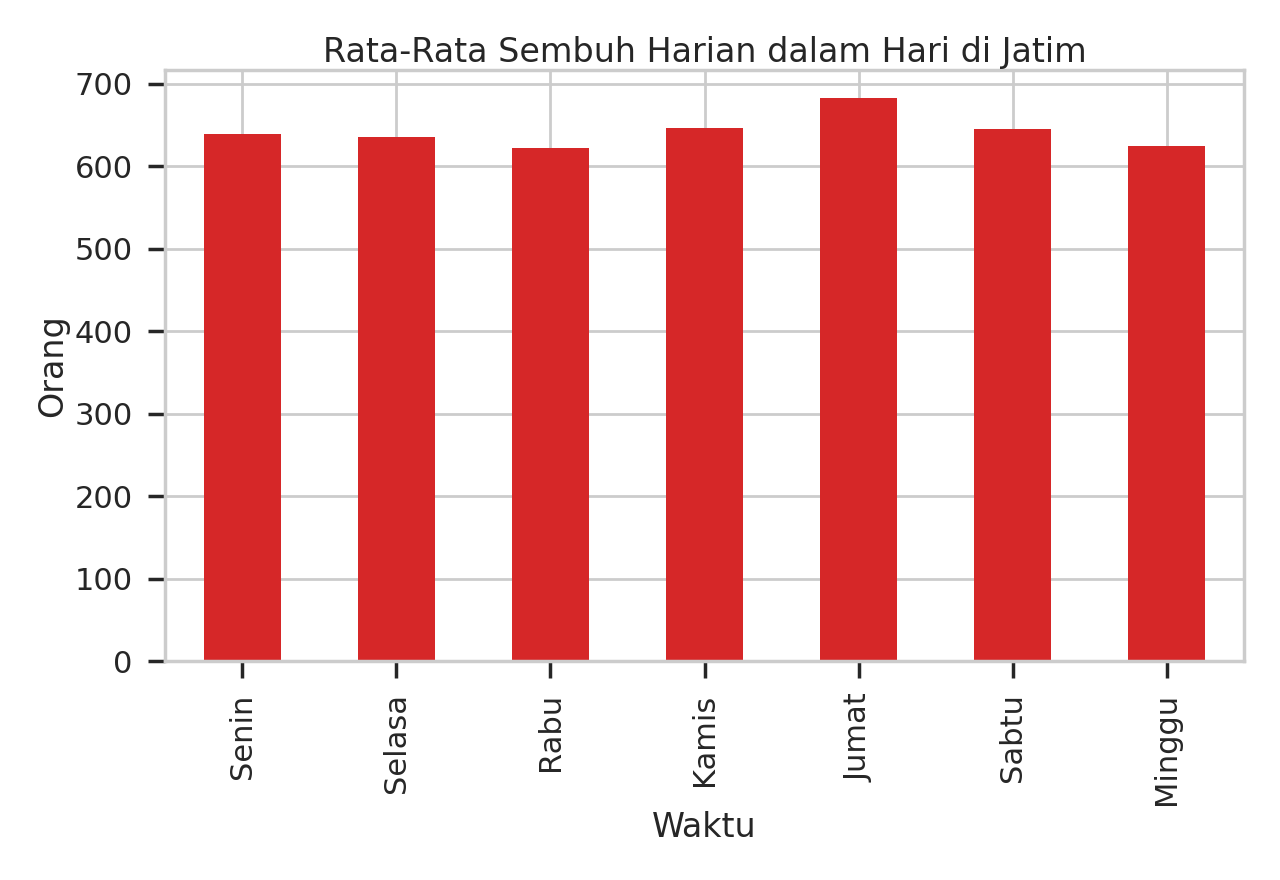 Rata-Rata Sembuh Harian dalam Hari di Jatim
Orang
700
600
500
400
300
200
100
0
Senin
Selasa
Rabu
Kamis
Jumat
Sabtu
Minggu
Waktu